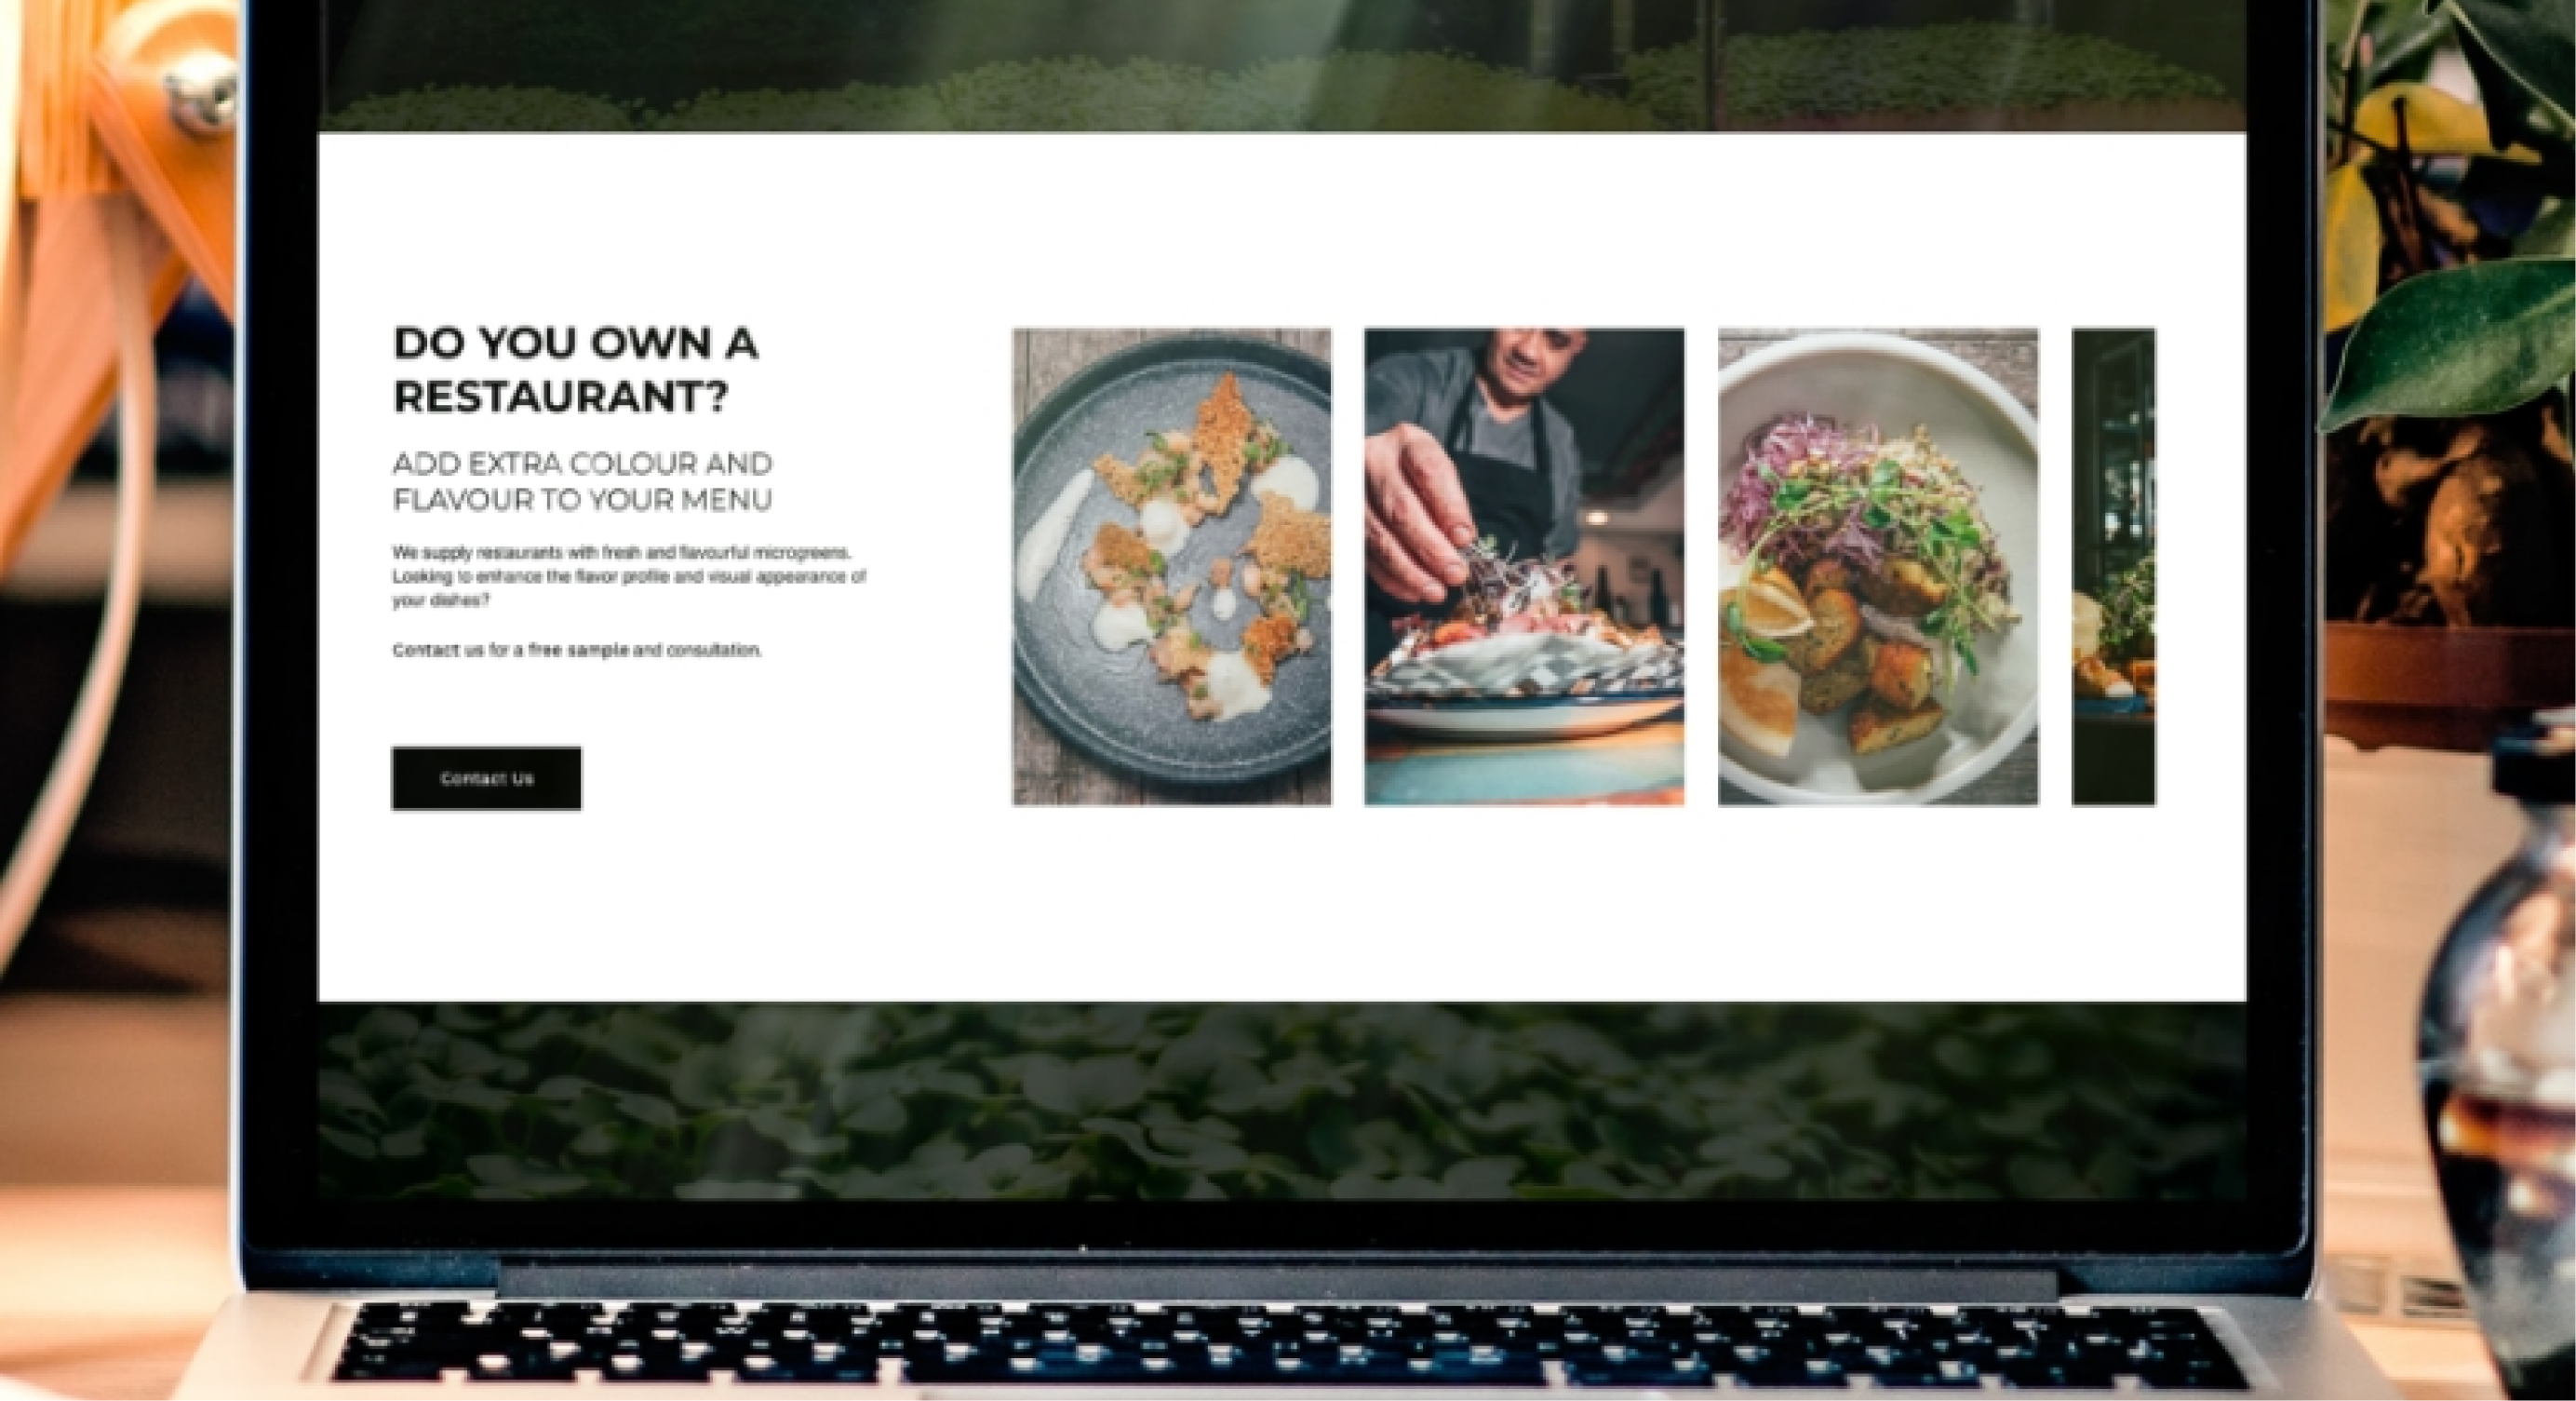 DO YOU OWN A
RESTAURANT?
ADD EXTRA COLOUR AND
FLAVOUR TO YOUR MENU
We supply restaurants with fresh and flavourful microgreens.
Looking to enhance the flavor profile and visual appearance of
your dishes?
Contact us for a free sample and consultation.
Contact Us